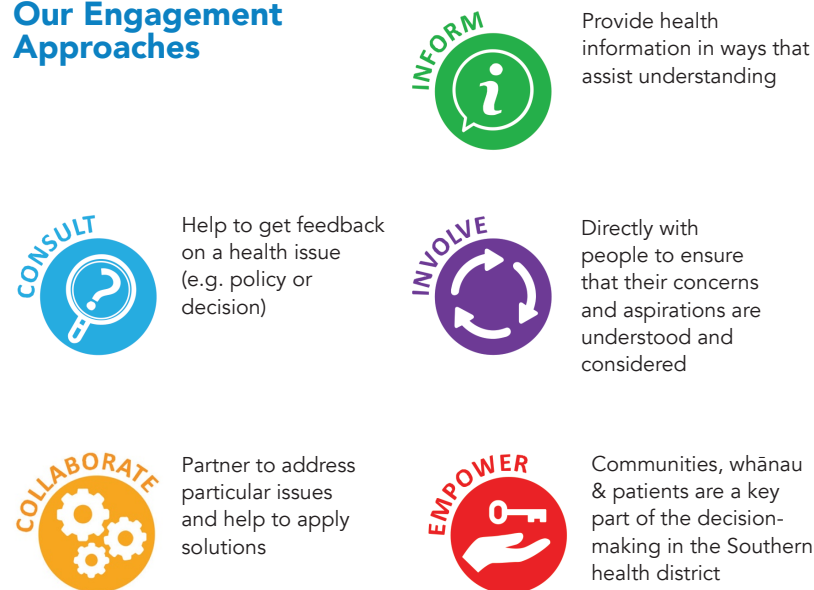 Our Engagement
Approaches
INFORM
Provide health
information in ways that
assist understanding
CONSULT
Help to get feedback
on a health issue
(e.g. policy or
decision)
INVOLVE
Directly with
people to ensure
that their concerns
and aspirations are
understood and
considered
COLLABORATE
Partner to address
particular issues
and help to apply
solutions
EMPOWER
Communities, whānau
& patients are a key
part of the decision-
making in the Southern
health district